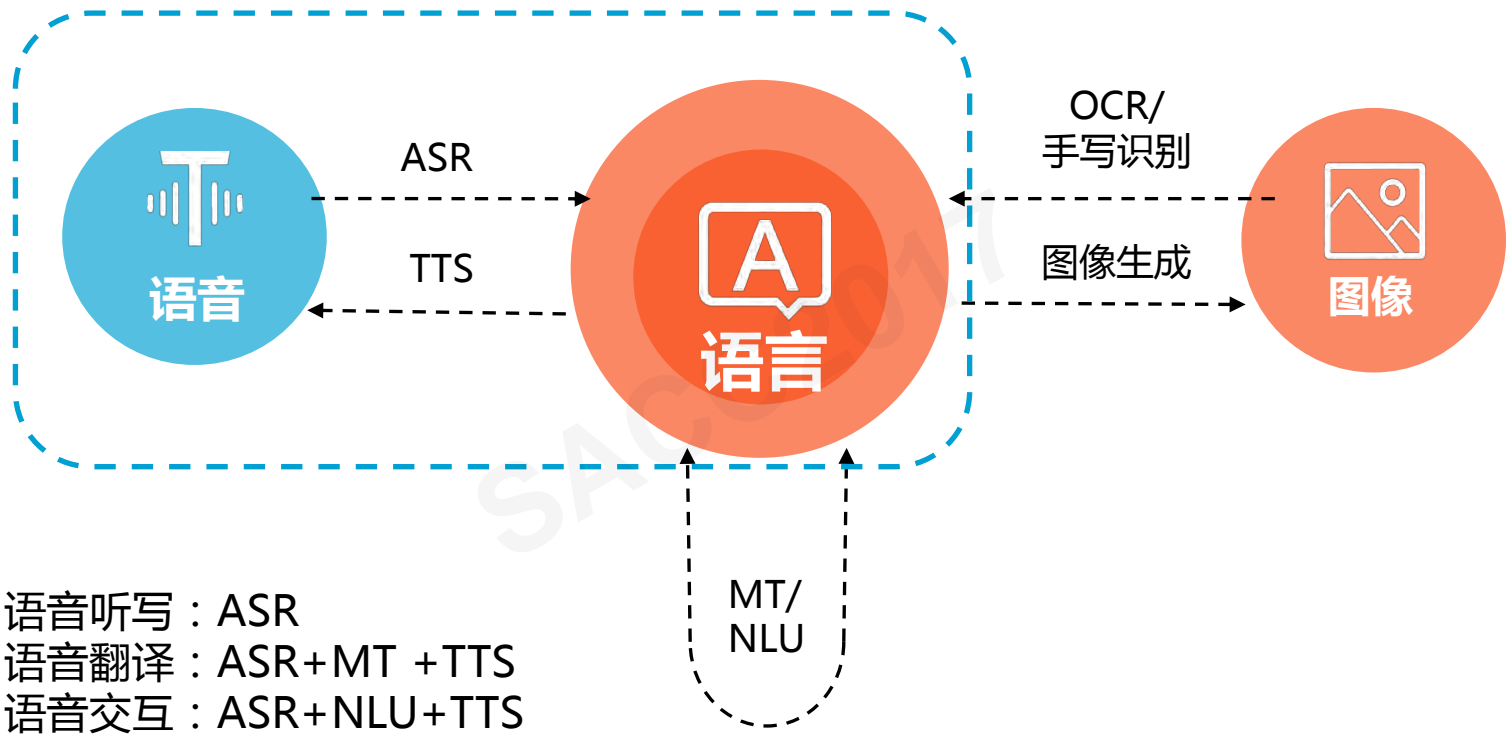 ASR
TTS
语音
A
语言
OCR/
手写识别
图像生成
图像
MT/
NLU
语音听写：ASR
语音翻译：ASR+MT +TTS
语音交互：ASR+NLU+TTS
SACC2017